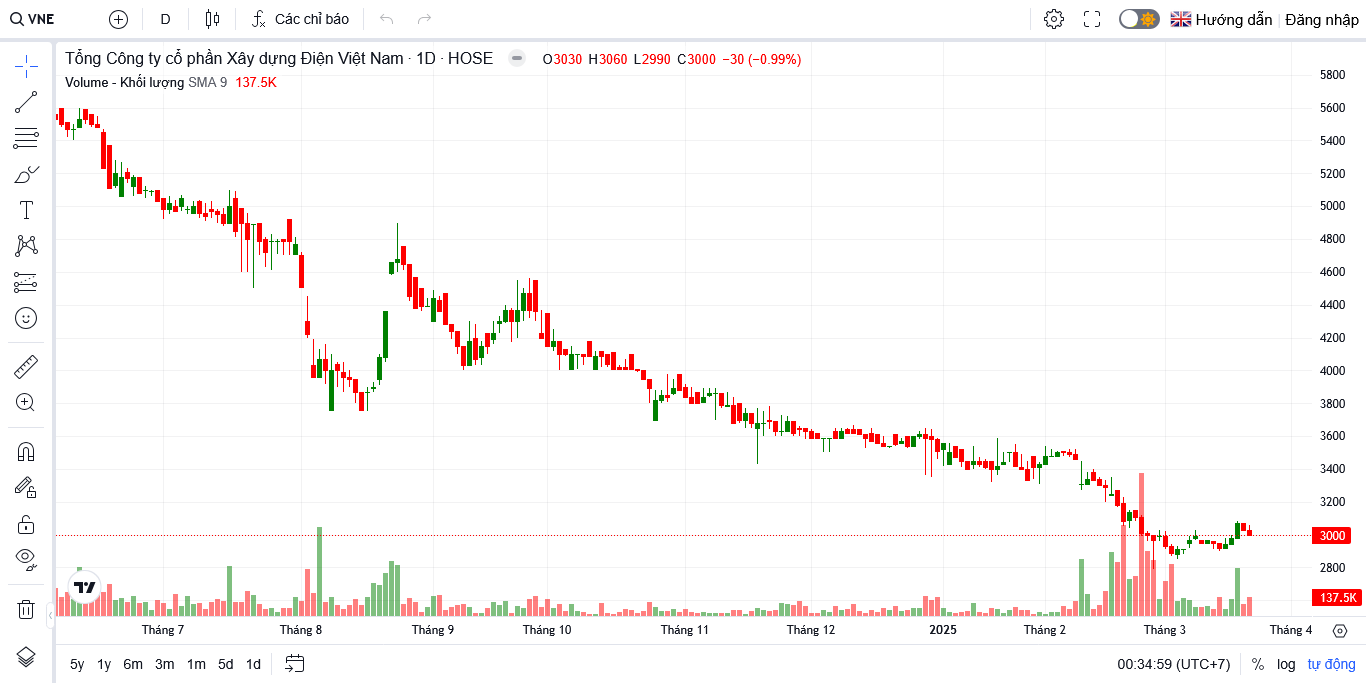 VNE D Các chỉ báo Hướng dẫn Đăng nhập
Tổng Công ty cổ phần Xây dựng Điện Việt Nam · 1D · HOSE O3030 H3060 L2990 C3000 −30 (−0.99%)
Volume - Khối lượng SMA 9 137.5K
5800
5600
5400
5200
5000
4800
4600
4400
4200
4000
3800
3600
3400
3200
3000
2800
137.5K
Tháng 7 Tháng 8 Tháng 9 Tháng 10 Tháng 11 Tháng 12 2025 Tháng 2 Tháng 3 Tháng 4
5y 1y 6m 3m 1m 5d 1d 00:34:59 (UTC+7) % log tự động